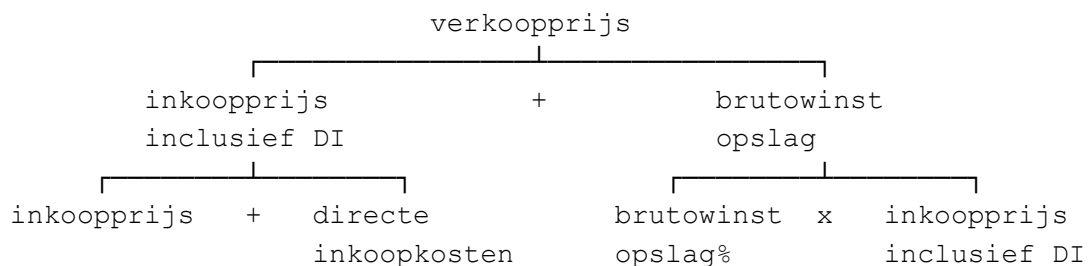 verkoopprijs
inkoopprijs + brutowinst
inclusief DI opslag
inkoopprijs + directe brutowinst x inkoopprijs
inkoopkosten opslag% inclusief DI